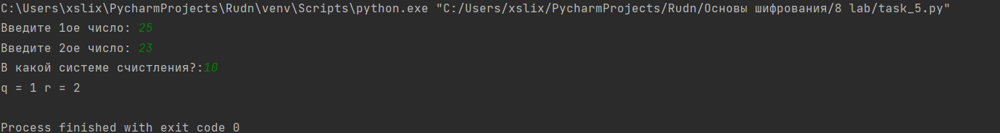 C:\Users\xslix\PycharmProjects\Rudn\venv\Scripts\python.exe "C:/Users/xslix/PycharmProjects/Rudn/Основы шифрования/8 lab/task_5.py"
Введите 1ое число: 25
Введите 2ое число: 23
В какой системе счистления?:10
q = 1 r = 2
Process finished with exit code 0